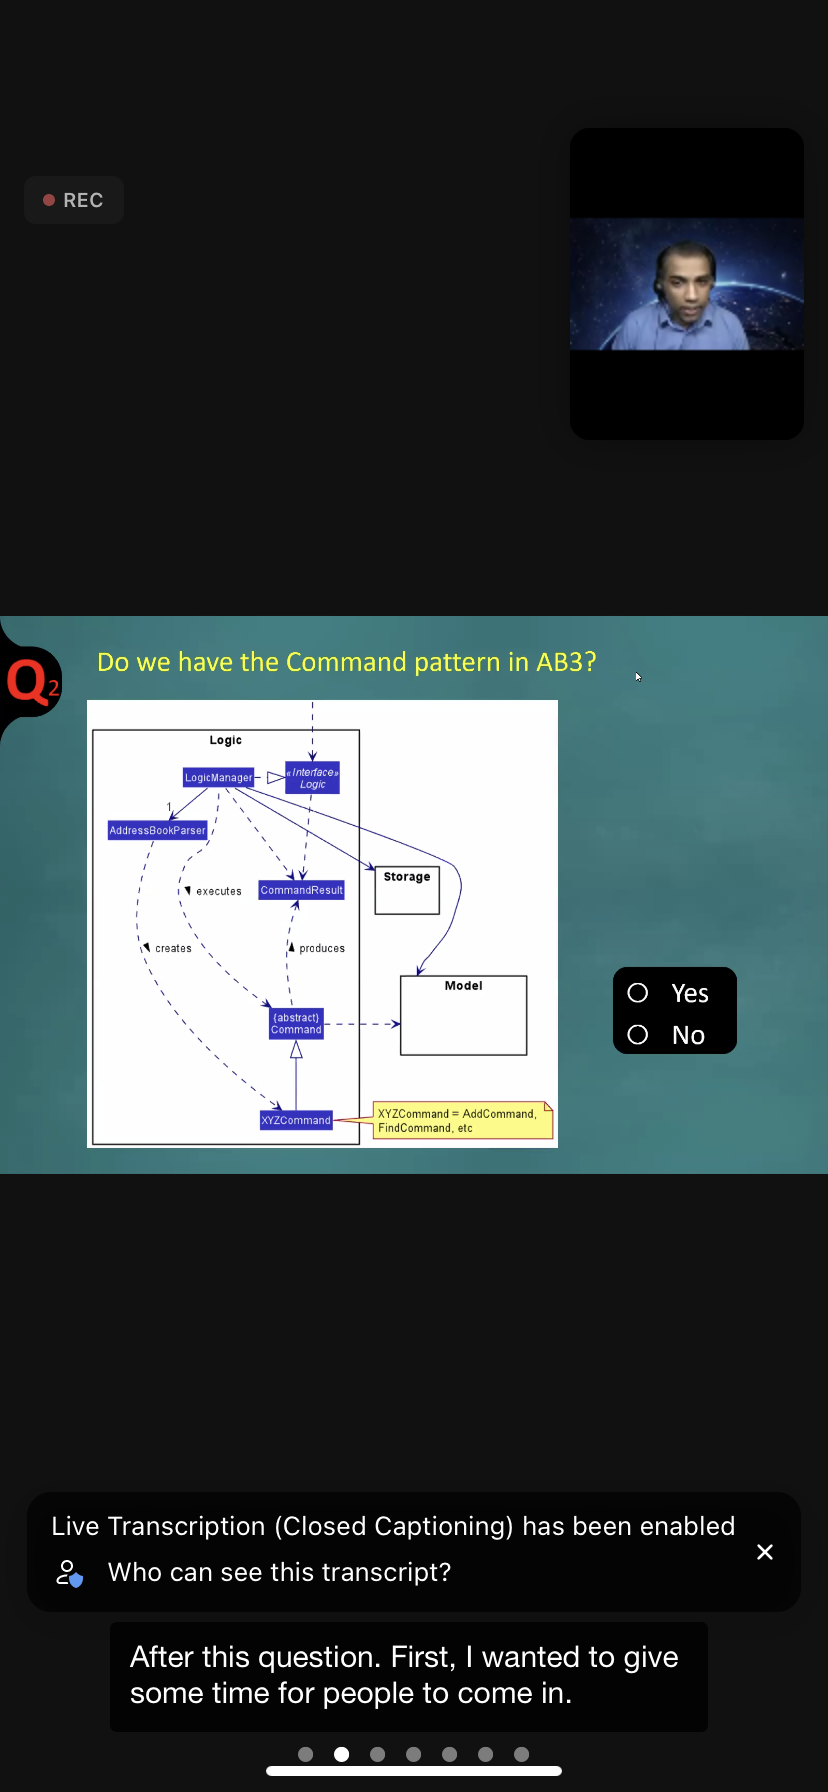 REC
Q2
Do we have the Command pattern in AB3?
Logic
LogicManager
«Interface»
Logic
1
AddressBookParser
Storage
executes
CommandResult
creates
produces
Model
{abstract}
Command
Yes
No
XYZCommand
XYZCommand = AddCommand,
FindCommand, etc
Live Transcription (Closed Captioning) has been enabled
Who can see this transcript?
After this question. First, I wanted to give
some time for people to come in.